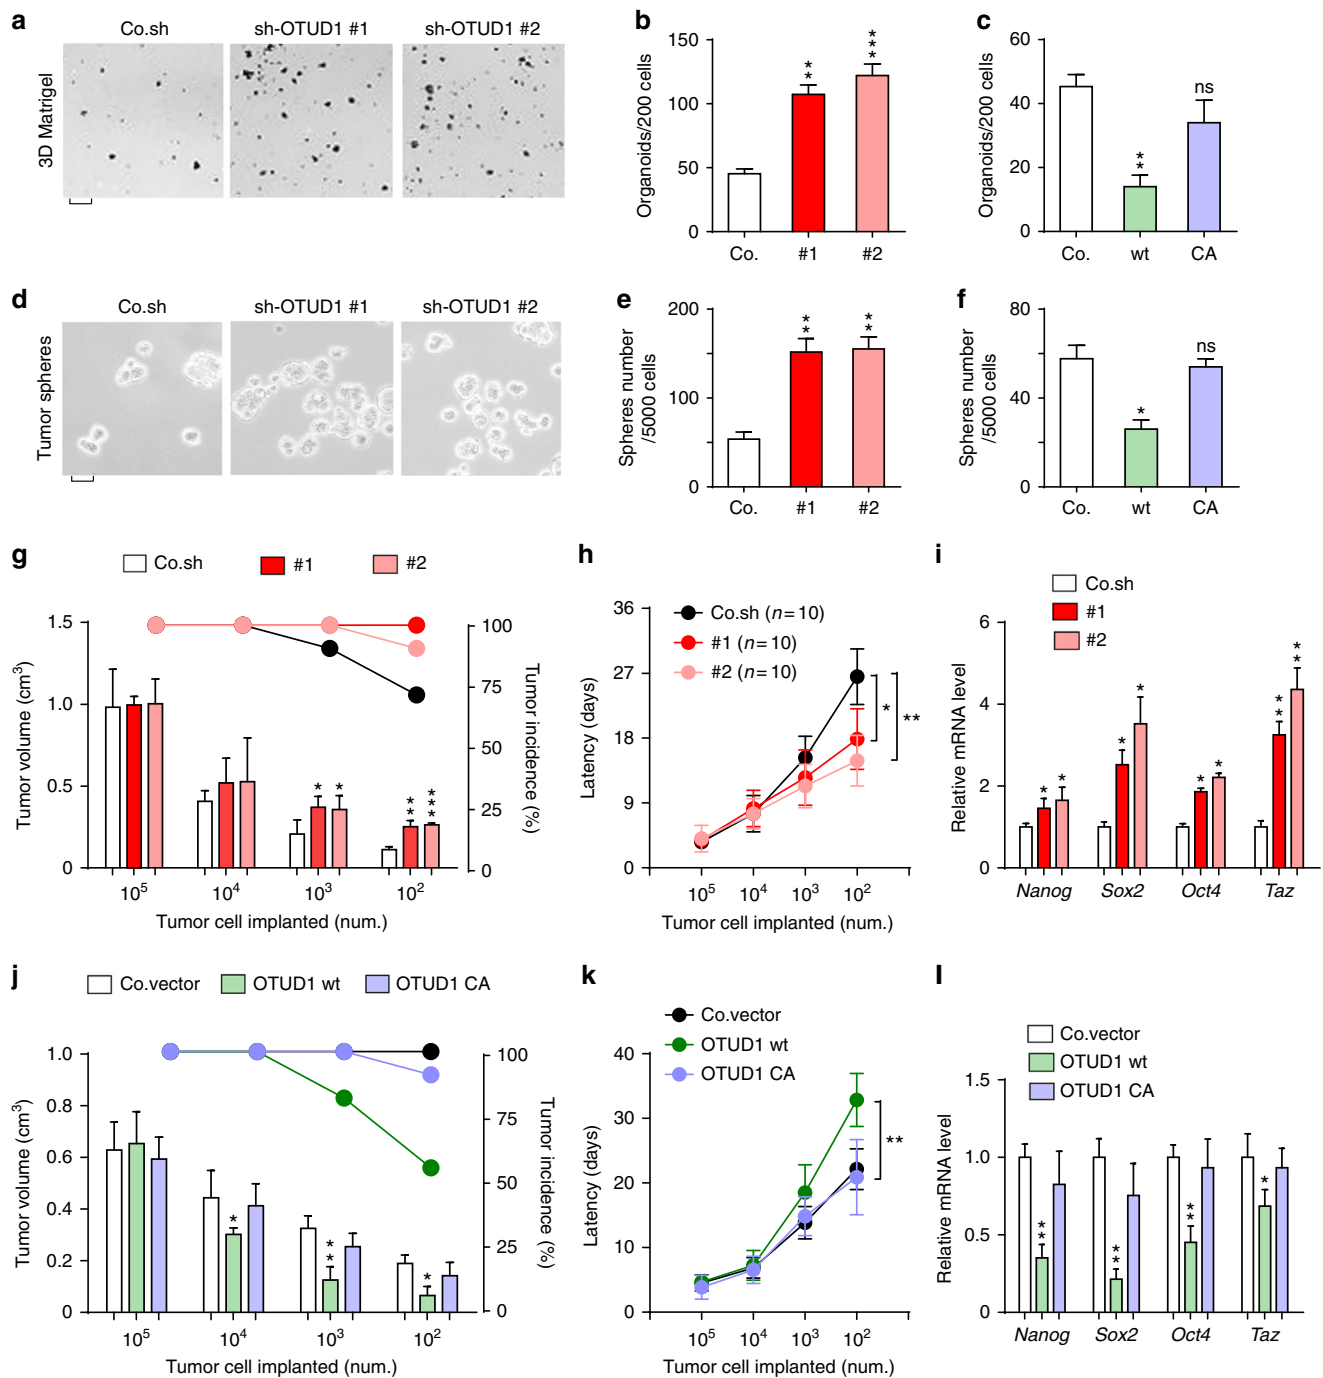 a
Co.sh
sh-OTUD1 #1
sh-OTUD1 #2
3D Matrigel
b
Organoids/200 cells
150
100
50
0
**
***
Co.
#1
#2
c
Organoids/200 cells
60
40
20
0
**
ns
Co.
wt
CA
d
Co.sh
sh-OTUD1 #1
sh-OTUD1 #2
Tumor spheres
e
Spheres number
/5000 cells
200
100
0
**
**
Co.
#1
#2
f
Spheres number
/5000 cells
80
40
0
*
ns
Co.
wt
CA
g
Co.sh
#1
#2
Tumor volume (cm³)
1.5
1.0
0.5
0
Tumor incidence (%)
100
75
50
25
0
*
*
**
***
10⁵
10⁴
10³
10²
Tumor cell implanted (num.)
h
Co.sh (n=10)
#1 (n=10)
#2 (n=10)
Latency (days)
36
27
18
9
0
*
**
10⁵
10⁴
10³
10²
Tumor cell implanted (num.)
i
Co.sh
#1
#2
Relative mRNA level
6
4
2
0
*
*
*
*
*
*
**
**
Nanog
Sox2
Oct4
Taz
j
Co.vector
OTUD1 wt
OTUD1 CA
Tumor volume (cm³)
1.0
0.8
0.6
0.4
0.2
0
Tumor incidence (%)
100
75
50
25
0
*
**
*
10⁵
10⁴
10³
10²
Tumor cell implanted (num.)
k
Co.vector
OTUD1 wt
OTUD1 CA
Latency (days)
40
30
20
10
0
**
10⁵
10⁴
10³
10²
Tumor cell implanted (num.)
l
Co.vector
OTUD1 wt
OTUD1 CA
Relative mRNA level
1.5
1.0
0.5
0
**
**
**
*
Nanog
Sox2
Oct4
Taz